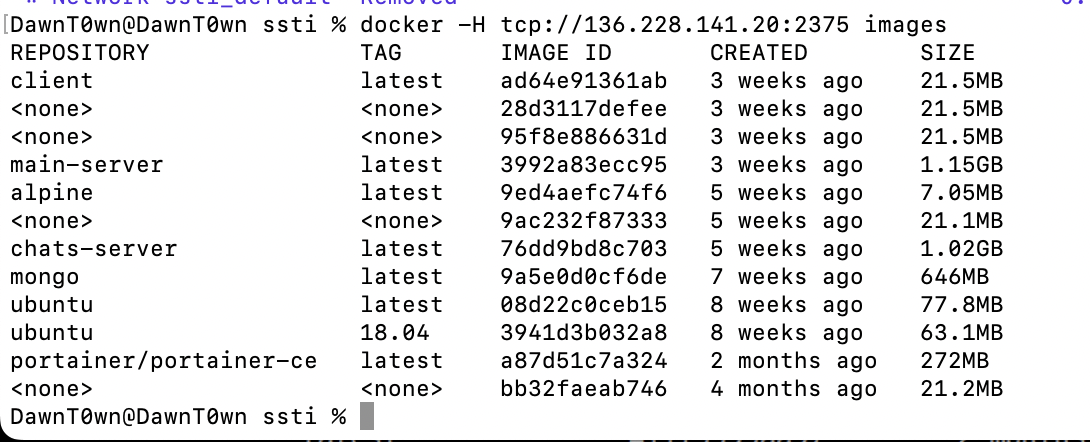 # Network ssti_default Removed
[DawnT0wn@DawnT0wn ssti % docker -H tcp://136.228.141.20:2375 images
REPOSITORY TAG IMAGE ID CREATED SIZE
client latest ad64e91361ab 3 weeks ago 21.5MB
<none> <none> 28d3117defee 3 weeks ago 21.5MB
<none> <none> 95f8e886631d 3 weeks ago 21.5MB
main-server latest 3992a83ecc95 3 weeks ago 1.15GB
alpine latest 9ed4aefc74f6 5 weeks ago 7.05MB
<none> <none> 9ac232f87333 5 weeks ago 21.1MB
chats-server latest 76dd9bd8c703 5 weeks ago 1.02GB
mongo latest 9a5e0d0cf6de 7 weeks ago 646MB
ubuntu latest 08d22c0ceb15 8 weeks ago 77.8MB
ubuntu 18.04 3941d3b032a8 8 weeks ago 63.1MB
portainer/portainer-ce latest a87d51c7a324 2 months ago 272MB
<none> <none> bb32faeab746 4 months ago 21.2MB
DawnT0wn@DawnT0wn ssti %